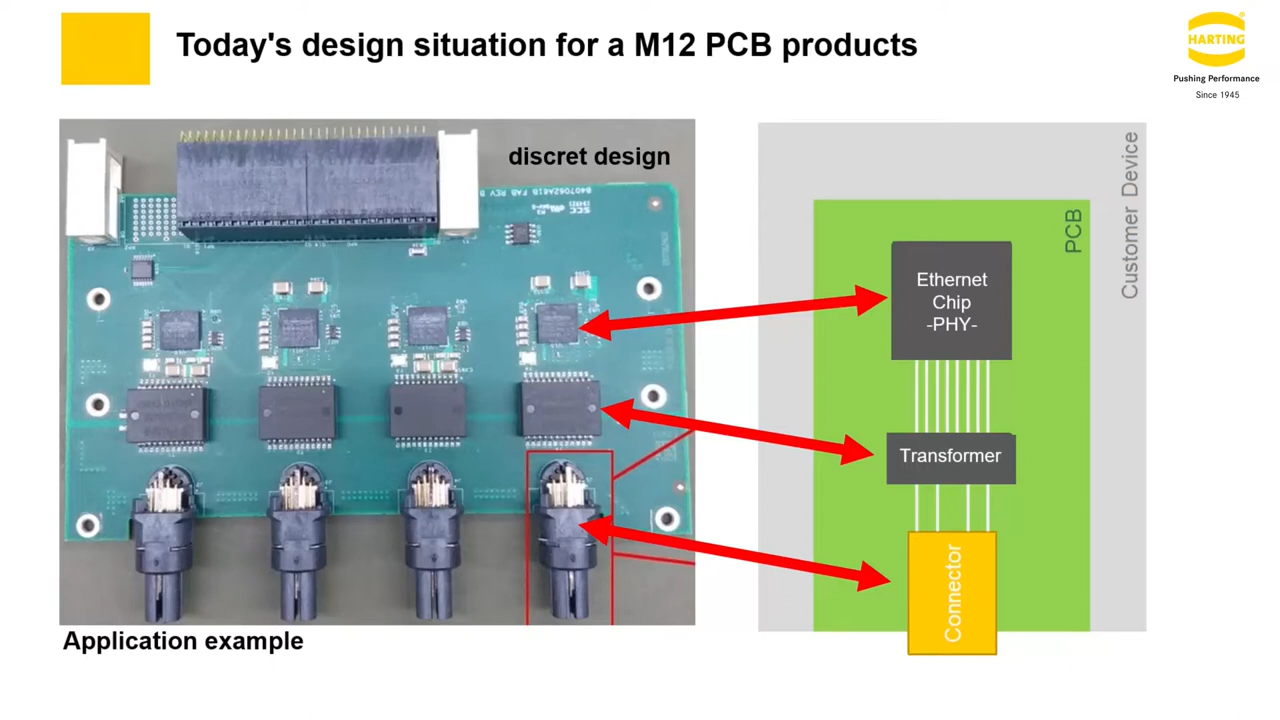 Today's design situation for a M12 PCB products
HARTING
Pushing Performance
Since 1945
discret design
Customer Device
PCB
Ethernet
Chip
-PHY-
Transformer
Connector
Application example